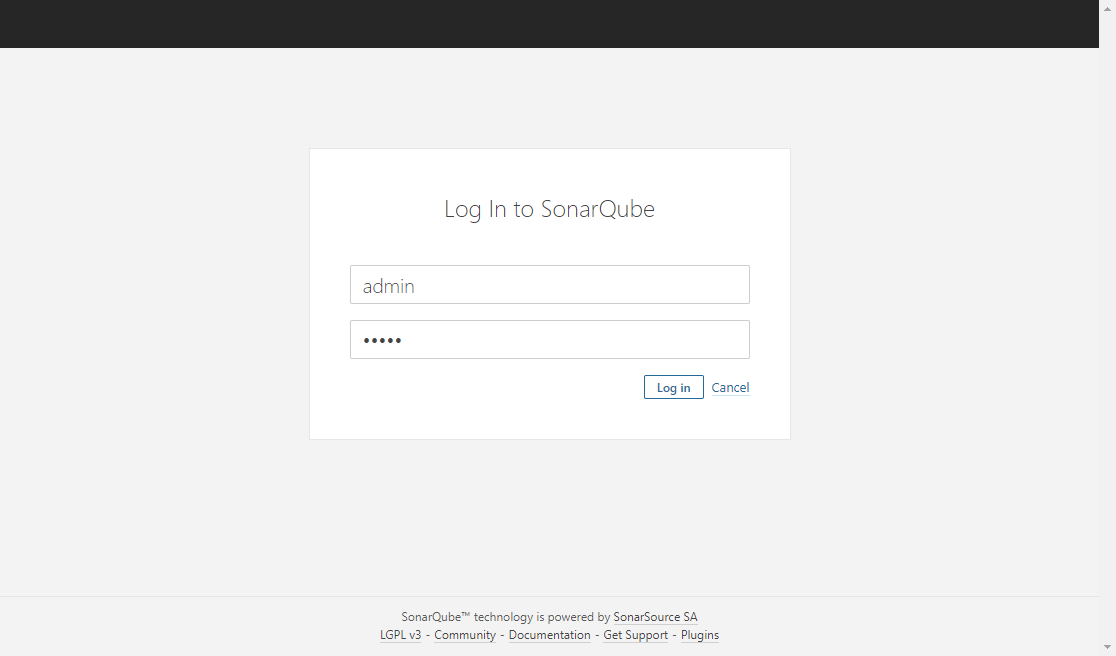 Log In to SonarQube
admin
•••••
Log in Cancel
SonarQube™ technology is powered by SonarSource SA
LGPL v3 - Community - Documentation - Get Support - Plugins